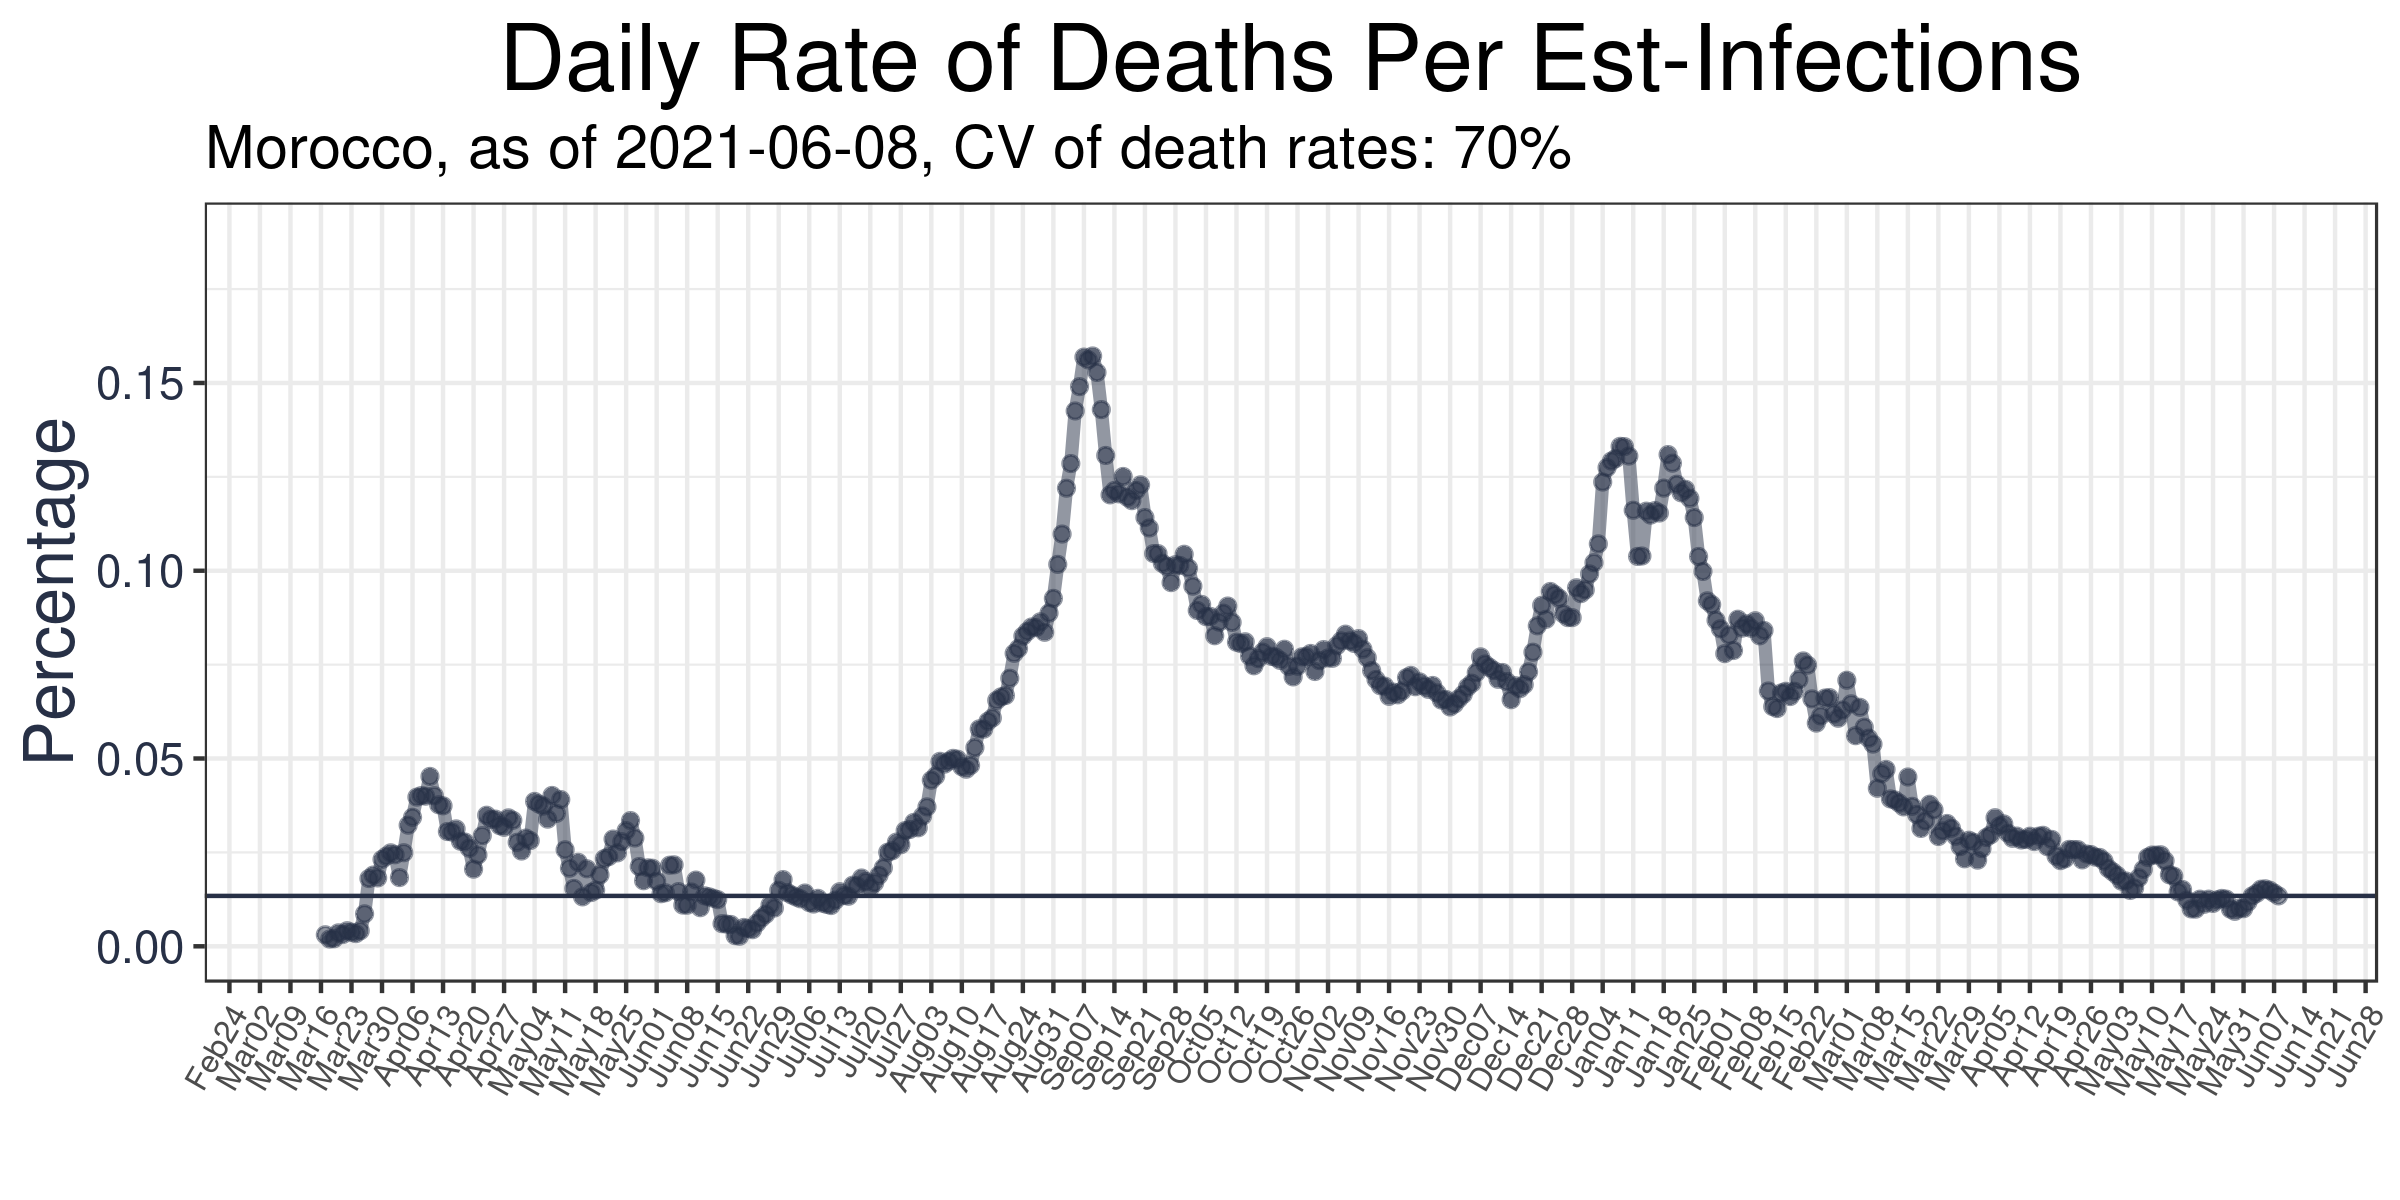 Daily Rate of Deaths Per Est-Infections
Morocco, as of 2021-06-08, CV of death rates: 70%
Percentage
0.15
0.10
0.05
0.00
Feb24
Mar02
Mar09
Mar16
Mar23
Mar30
Apr06
Apr13
Apr20
Apr27
May04
May11
May18
May25
Jun01
Jun08
Jun15
Jun22
Jun29
Jul06
Jul13
Jul20
Jul27
Aug03
Aug10
Aug17
Aug24
Aug31
Sep07
Sep14
Sep21
Sep28
Oct05
Oct12
Oct19
Oct26
Nov02
Nov09
Nov16
Nov23
Nov30
Dec07
Dec14
Dec21
Dec28
Jan04
Jan11
Jan18
Jan25
Feb01
Feb08
Feb15
Feb22
Mar01
Mar08
Mar15
Mar22
Mar29
Apr05
Apr12
Apr19
Apr26
May03
May10
May17
May24
May31
Jun07
Jun14
Jun21
Jun28